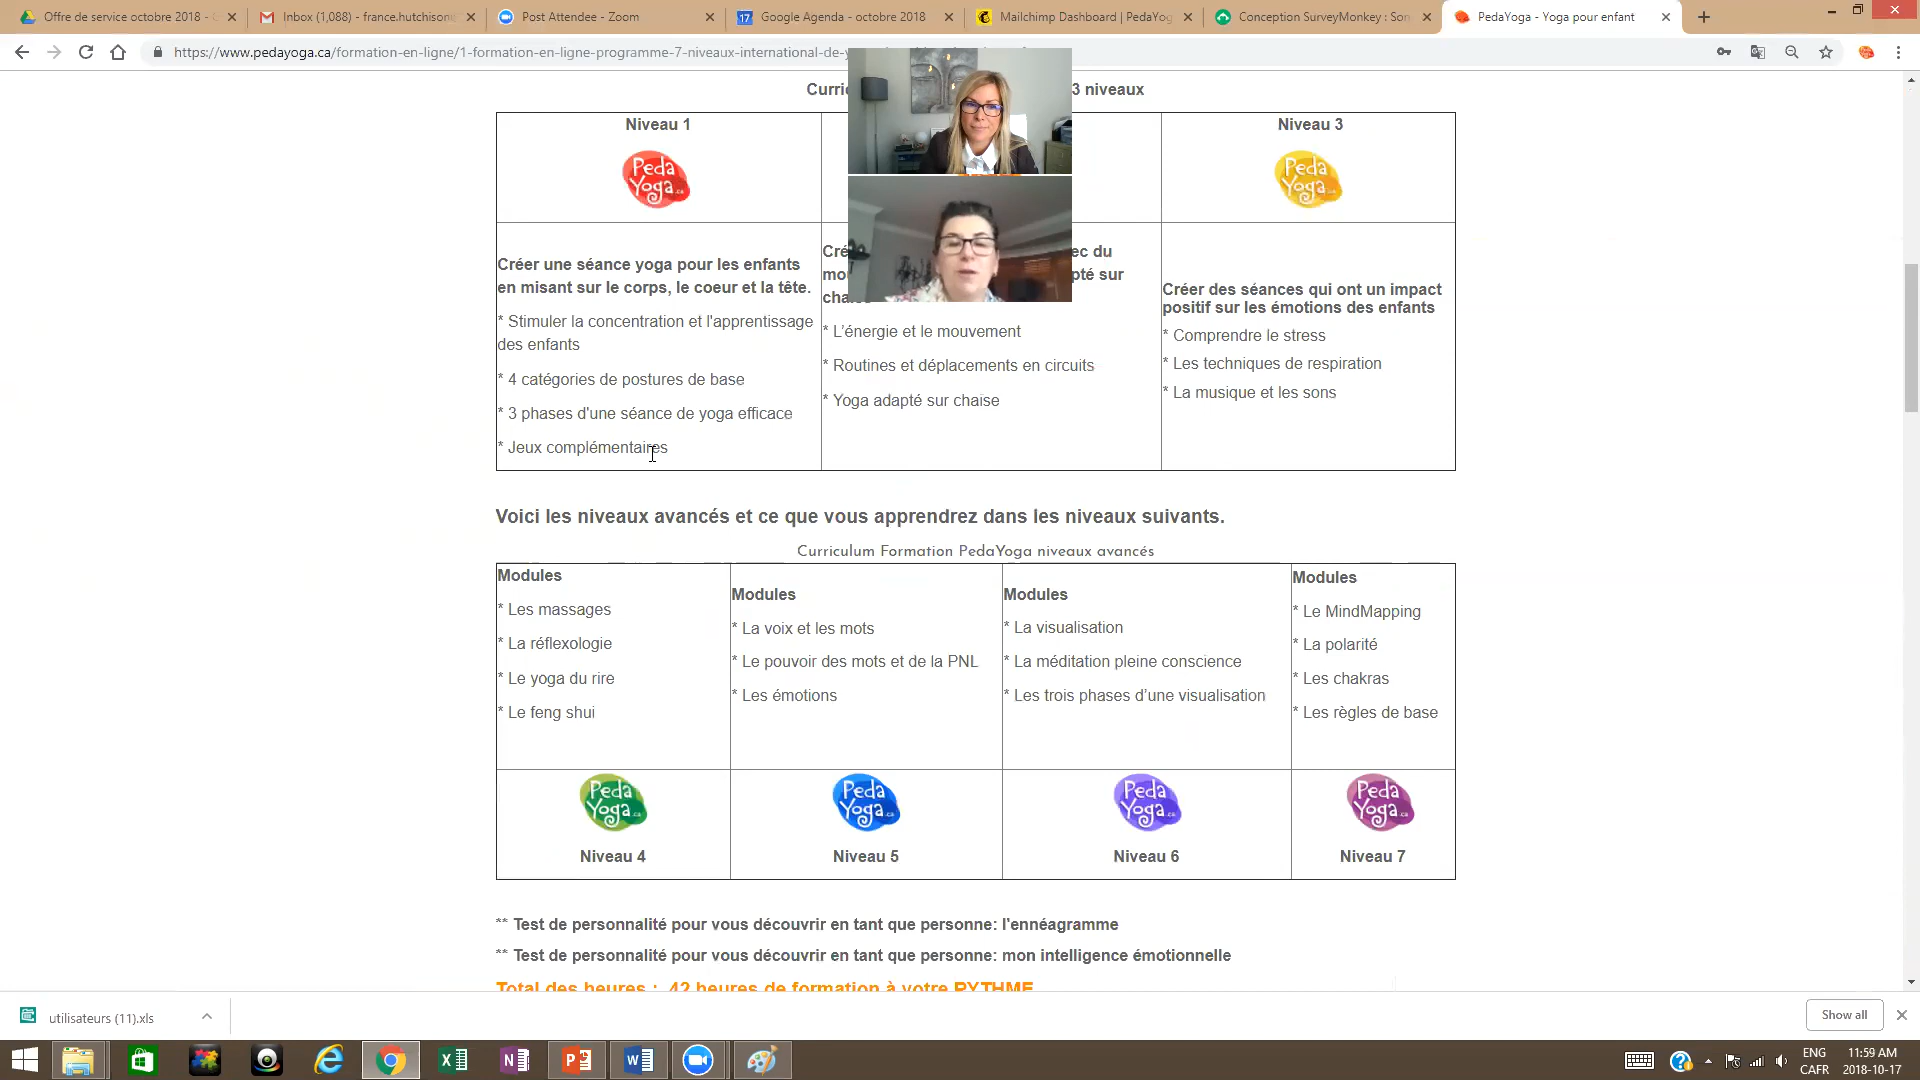 Offre de service octobre 2018 -
Inbox (1,088) - france.hutchison
Post Attendee - Zoom
17
Google Agenda - octobre 2018
Mailchimp Dashboard | PedaYog
Conception SurveyMonkey : Son
PedaYoga - Yoga pour enfant
https://www.pedayoga.ca/formation-en-ligne/1-formation-en-ligne-programme-7-niveaux-international-de-y
3 niveaux
Niveau 1
Niveau 3
Peda
Yoga.ca
Peda
Yoga.ca
Créer une séance yoga pour les enfants
en misant sur le corps, le coeur et la tête.
* Stimuler la concentration et l'apprentissage
des enfants
* 4 catégories de postures de base
* 3 phases d'une séance de yoga efficace
* Jeux complémentaires
ec du
pté sur
* L'énergie et le mouvement
* Routines et déplacements en circuits
* Yoga adapté sur chaise
Créer des séances qui ont un impact
positif sur les émotions des enfants
* Comprendre le stress
* Les techniques de respiration
* La musique et les sons
Voici les niveaux avancés et ce que vous apprendrez dans les niveaux suivants.
Curriculum Formation PedaYoga niveaux avancés
Modules
* Les massages
* La réflexologie
* Le yoga du rire
* Le feng shui
Modules
* La voix et les mots
* Le pouvoir des mots et de la PNL
* Les émotions
Modules
* La visualisation
* La méditation pleine conscience
* Les trois phases d'une visualisation
Modules
* Le MindMapping
* La polarité
* Les chakras
* Les règles de base
Peda
Yoga.ca
Niveau 4
Peda
Yoga.ca
Niveau 5
Peda
Yoga.ca
Niveau 6
Peda
Yoga.ca
Niveau 7
** Test de personnalité pour vous découvrir en tant que personne: l'ennéagramme
** Test de personnalité pour vous découvrir en tant que personne: mon intelligence émotionnelle
Total des heures : 42 heures de formation à votre RYTHME
utilisateurs (11).xls
Show all
ENG
CAFR
11:59 AM
2018-10-17